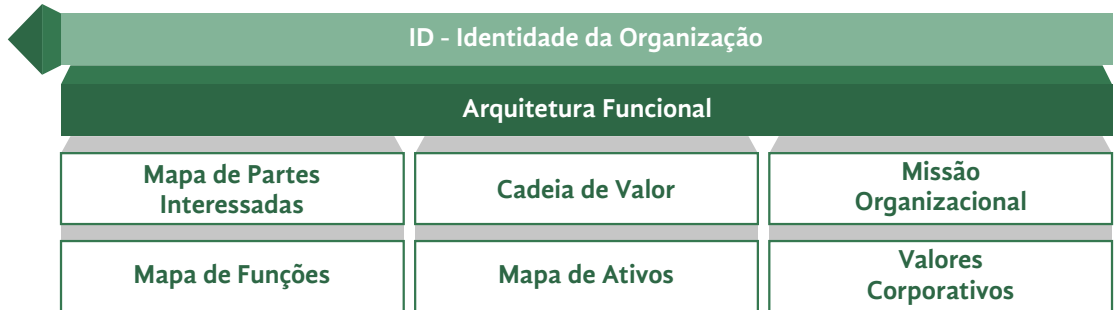 ID - Identidade da Organização
Arquitetura Funcional
Mapa de Partes
Interessadas
Cadeia de Valor
Missão
Organizacional
Mapa de Funções
Mapa de Ativos
Valores
Corporativos